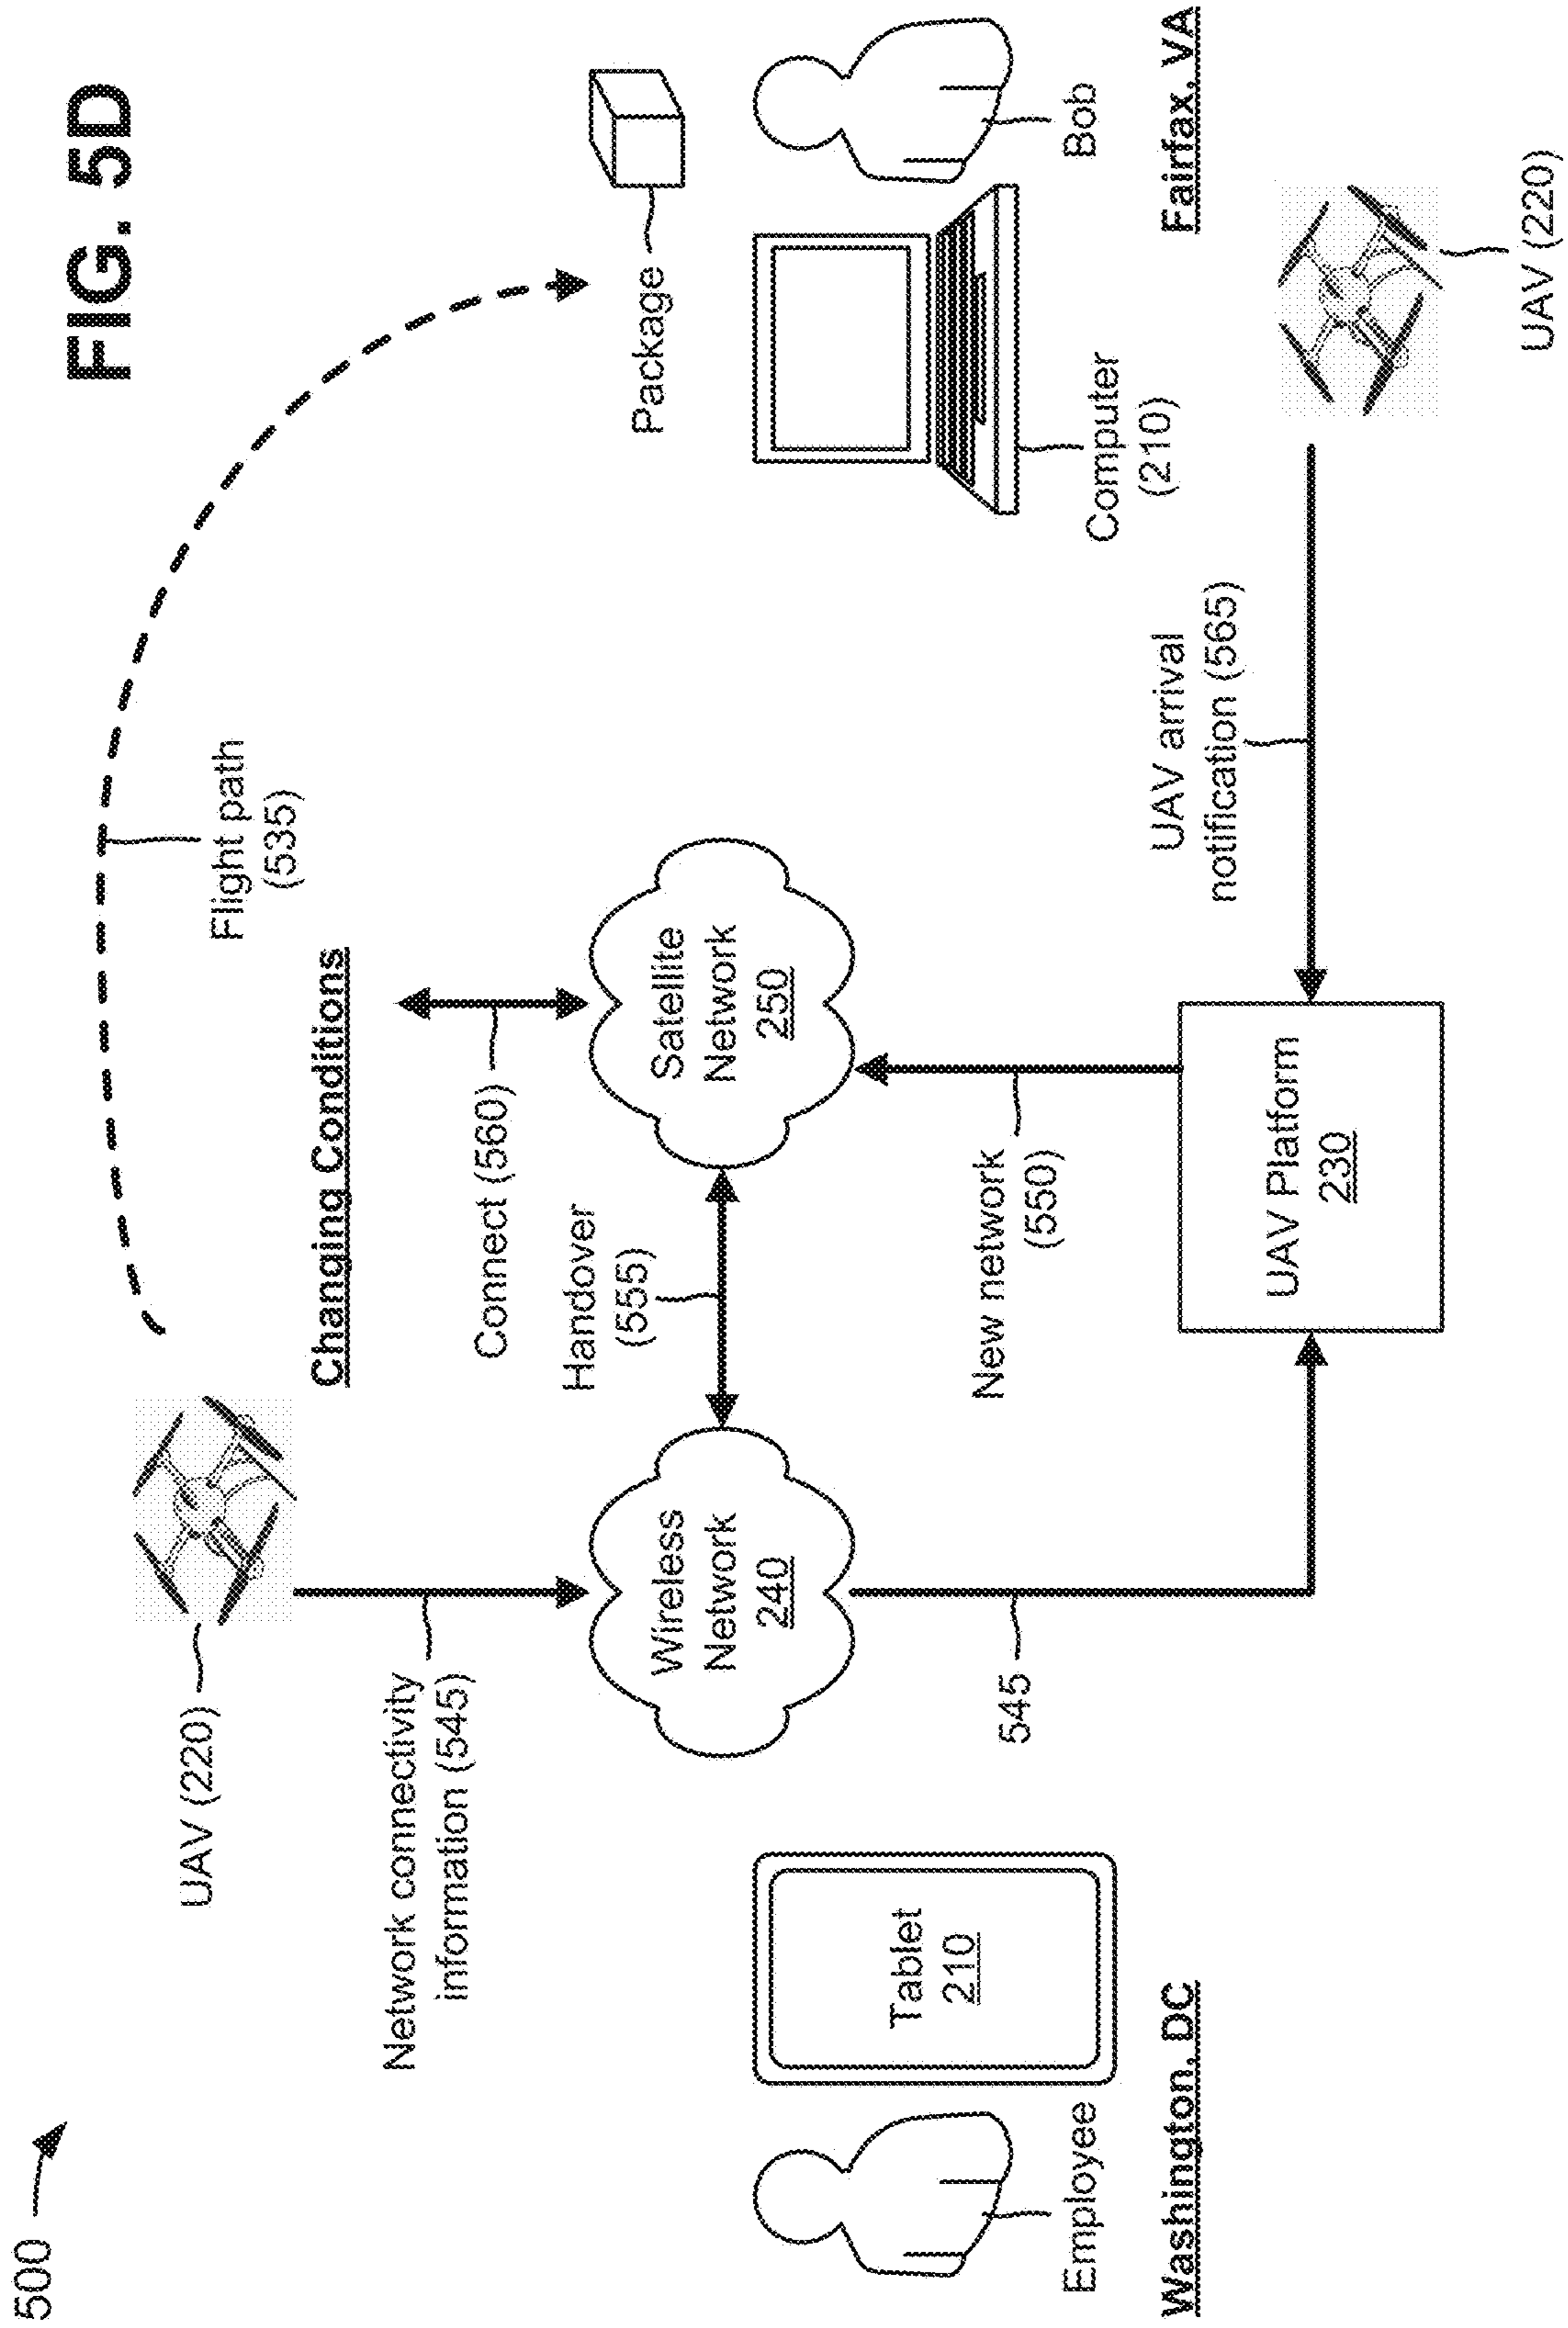 500
FIG. 5D
UAV (220)
Flight path
(535)
Network connectivity
information (545)
Changing Conditions
Connect (560)
Handover
(555)
Package
Wireless
Network
240
Satellite
Network
250
Tablet
210
545
New network
(550)
Employee
Computer
(210)
Bob
Washington, DC
UAV arrival
notification (565)
Fairfax, VA
UAV Platform
230
UAV (220)